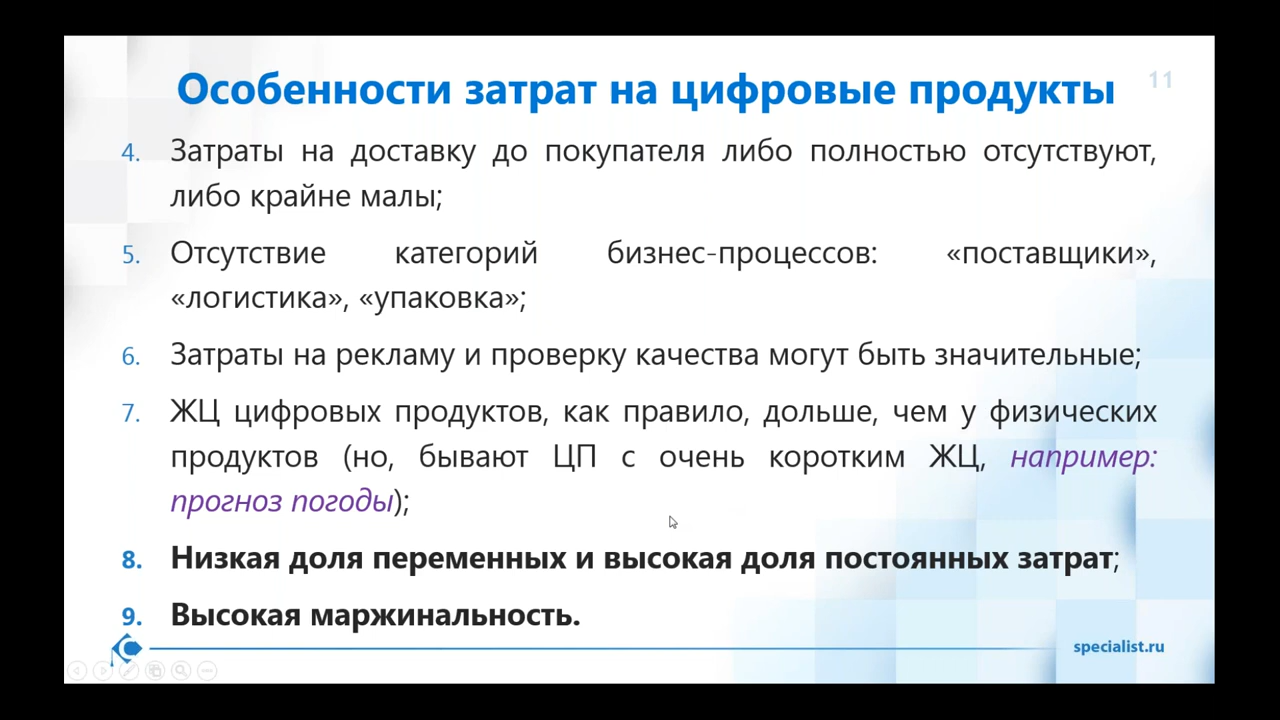 Особенности затрат на цифровые продукты
11
4. Затраты на доставку до покупателя либо полностью отсутствуют,
либо крайне малы;
5. Отсутствие категорий бизнес-процессов: «поставщики»,
«логистика», «упаковка»;
6. Затраты на рекламу и проверку качества могут быть значительные;
7. ЖЦ цифровых продуктов, как правило, дольше, чем у физических
продуктов (но, бывают ЦП с очень коротким ЖЦ, например:
прогноз погоды);
8. Низкая доля переменных и высокая доля постоянных затрат;
9. Высокая маржинальность.
specialist.ru